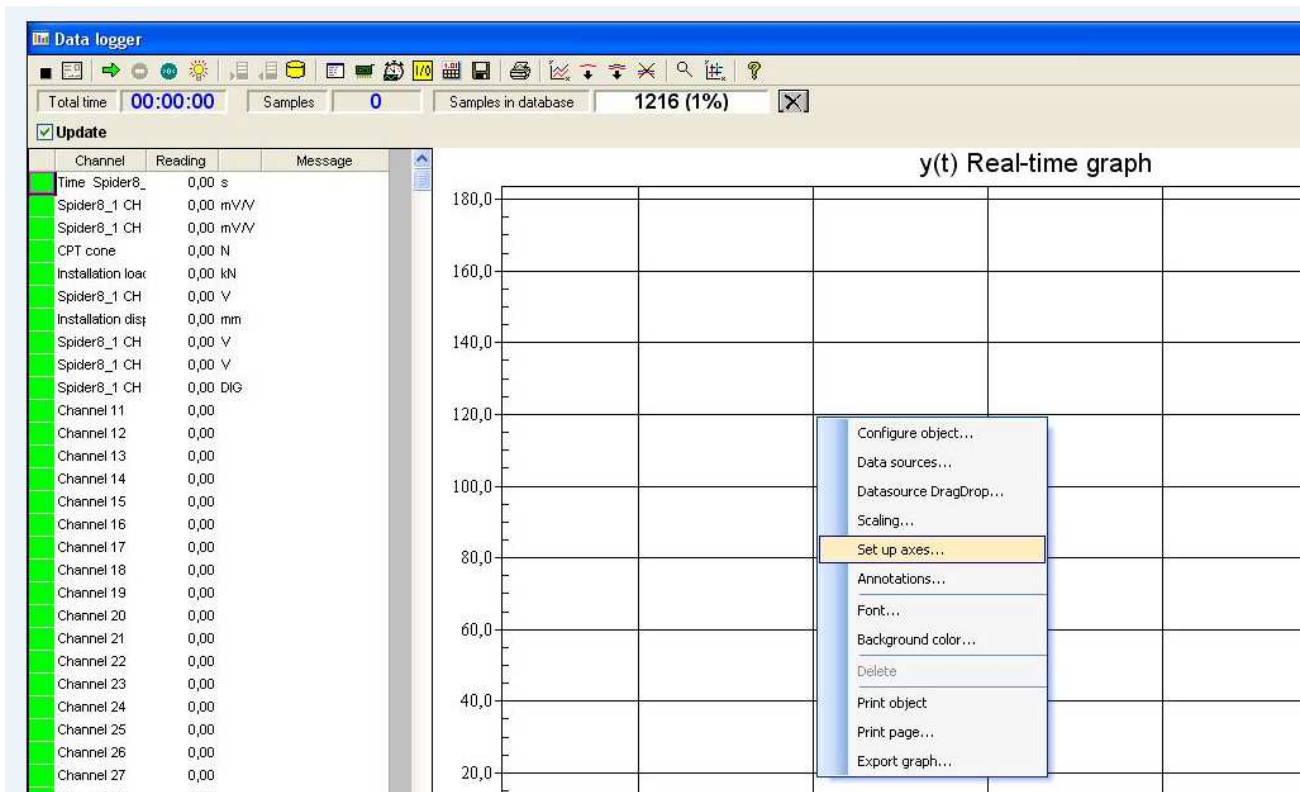 Data logger
Total time 00:00:00 Samples 0 Samples in database 1216 (1%)
Update
Channel Reading Message
Time Spider8_ 0,00 s
Spider8_1 CH 0,00 mV/V
Spider8_1 CH 0,00 mV/V
CPT cone 0,00 N
Installation loac 0,00 kN
Spider8_1 CH 0,00 V
Installation disp 0,00 mm
Spider8_1 CH 0,00 V
Spider8_1 CH 0,00 V
Spider8_1 CH 0,00 DIG
Channel 11 0,00
Channel 12 0,00
Channel 13 0,00
Channel 14 0,00
Channel 15 0,00
Channel 16 0,00
Channel 17 0,00
Channel 18 0,00
Channel 19 0,00
Channel 20 0,00
Channel 21 0,00
Channel 22 0,00
Channel 23 0,00
Channel 24 0,00
Channel 25 0,00
Channel 26 0,00
Channel 27 0,00
y(t) Real-time graph
180,0
160,0
140,0
120,0
100,0
80,0
60,0
40,0
20,0
Configure object...
Data sources...
Datasource DragDrop...
Scaling...
Set up axes...
Annotations...
Font...
Background color...
Delete
Print object
Print page...
Export graph...